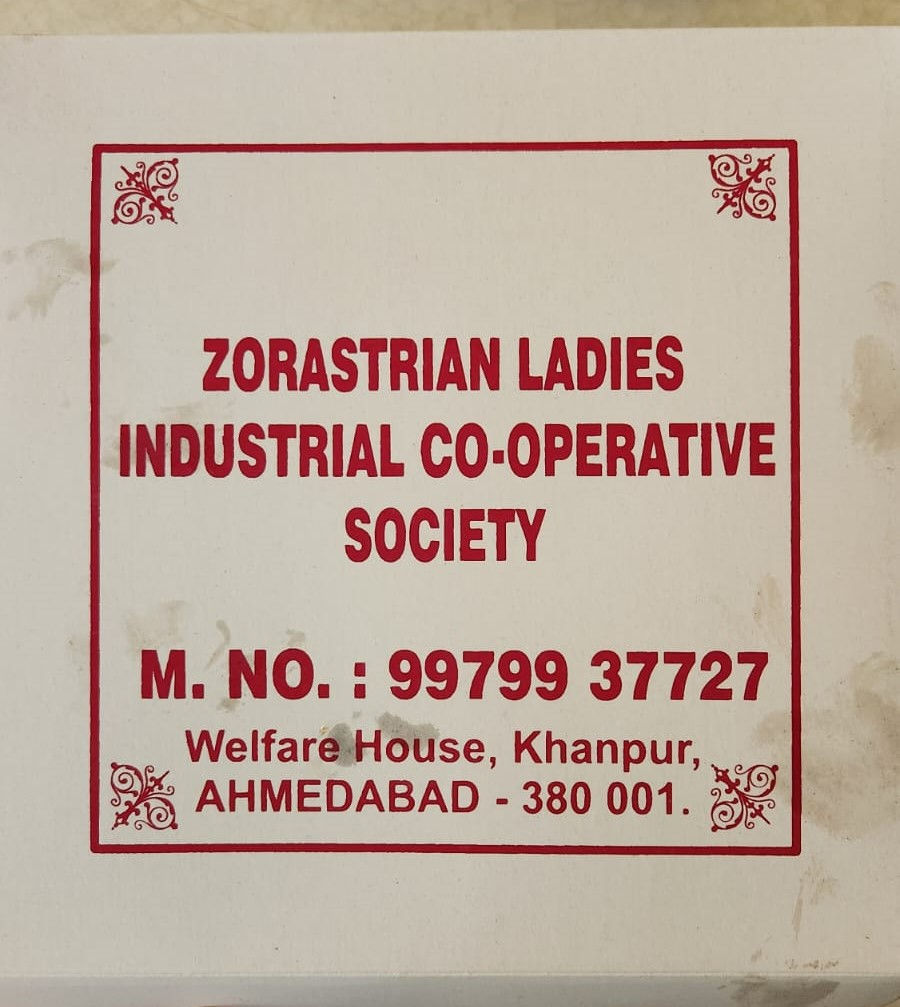 ZORASTRIAN LADIES
INDUSTRIAL CO-OPERATIVE
SOCIETY
M. NO. : 99799 37727
Welfare House, Khanpur,
AHMEDABAD - 380 001.